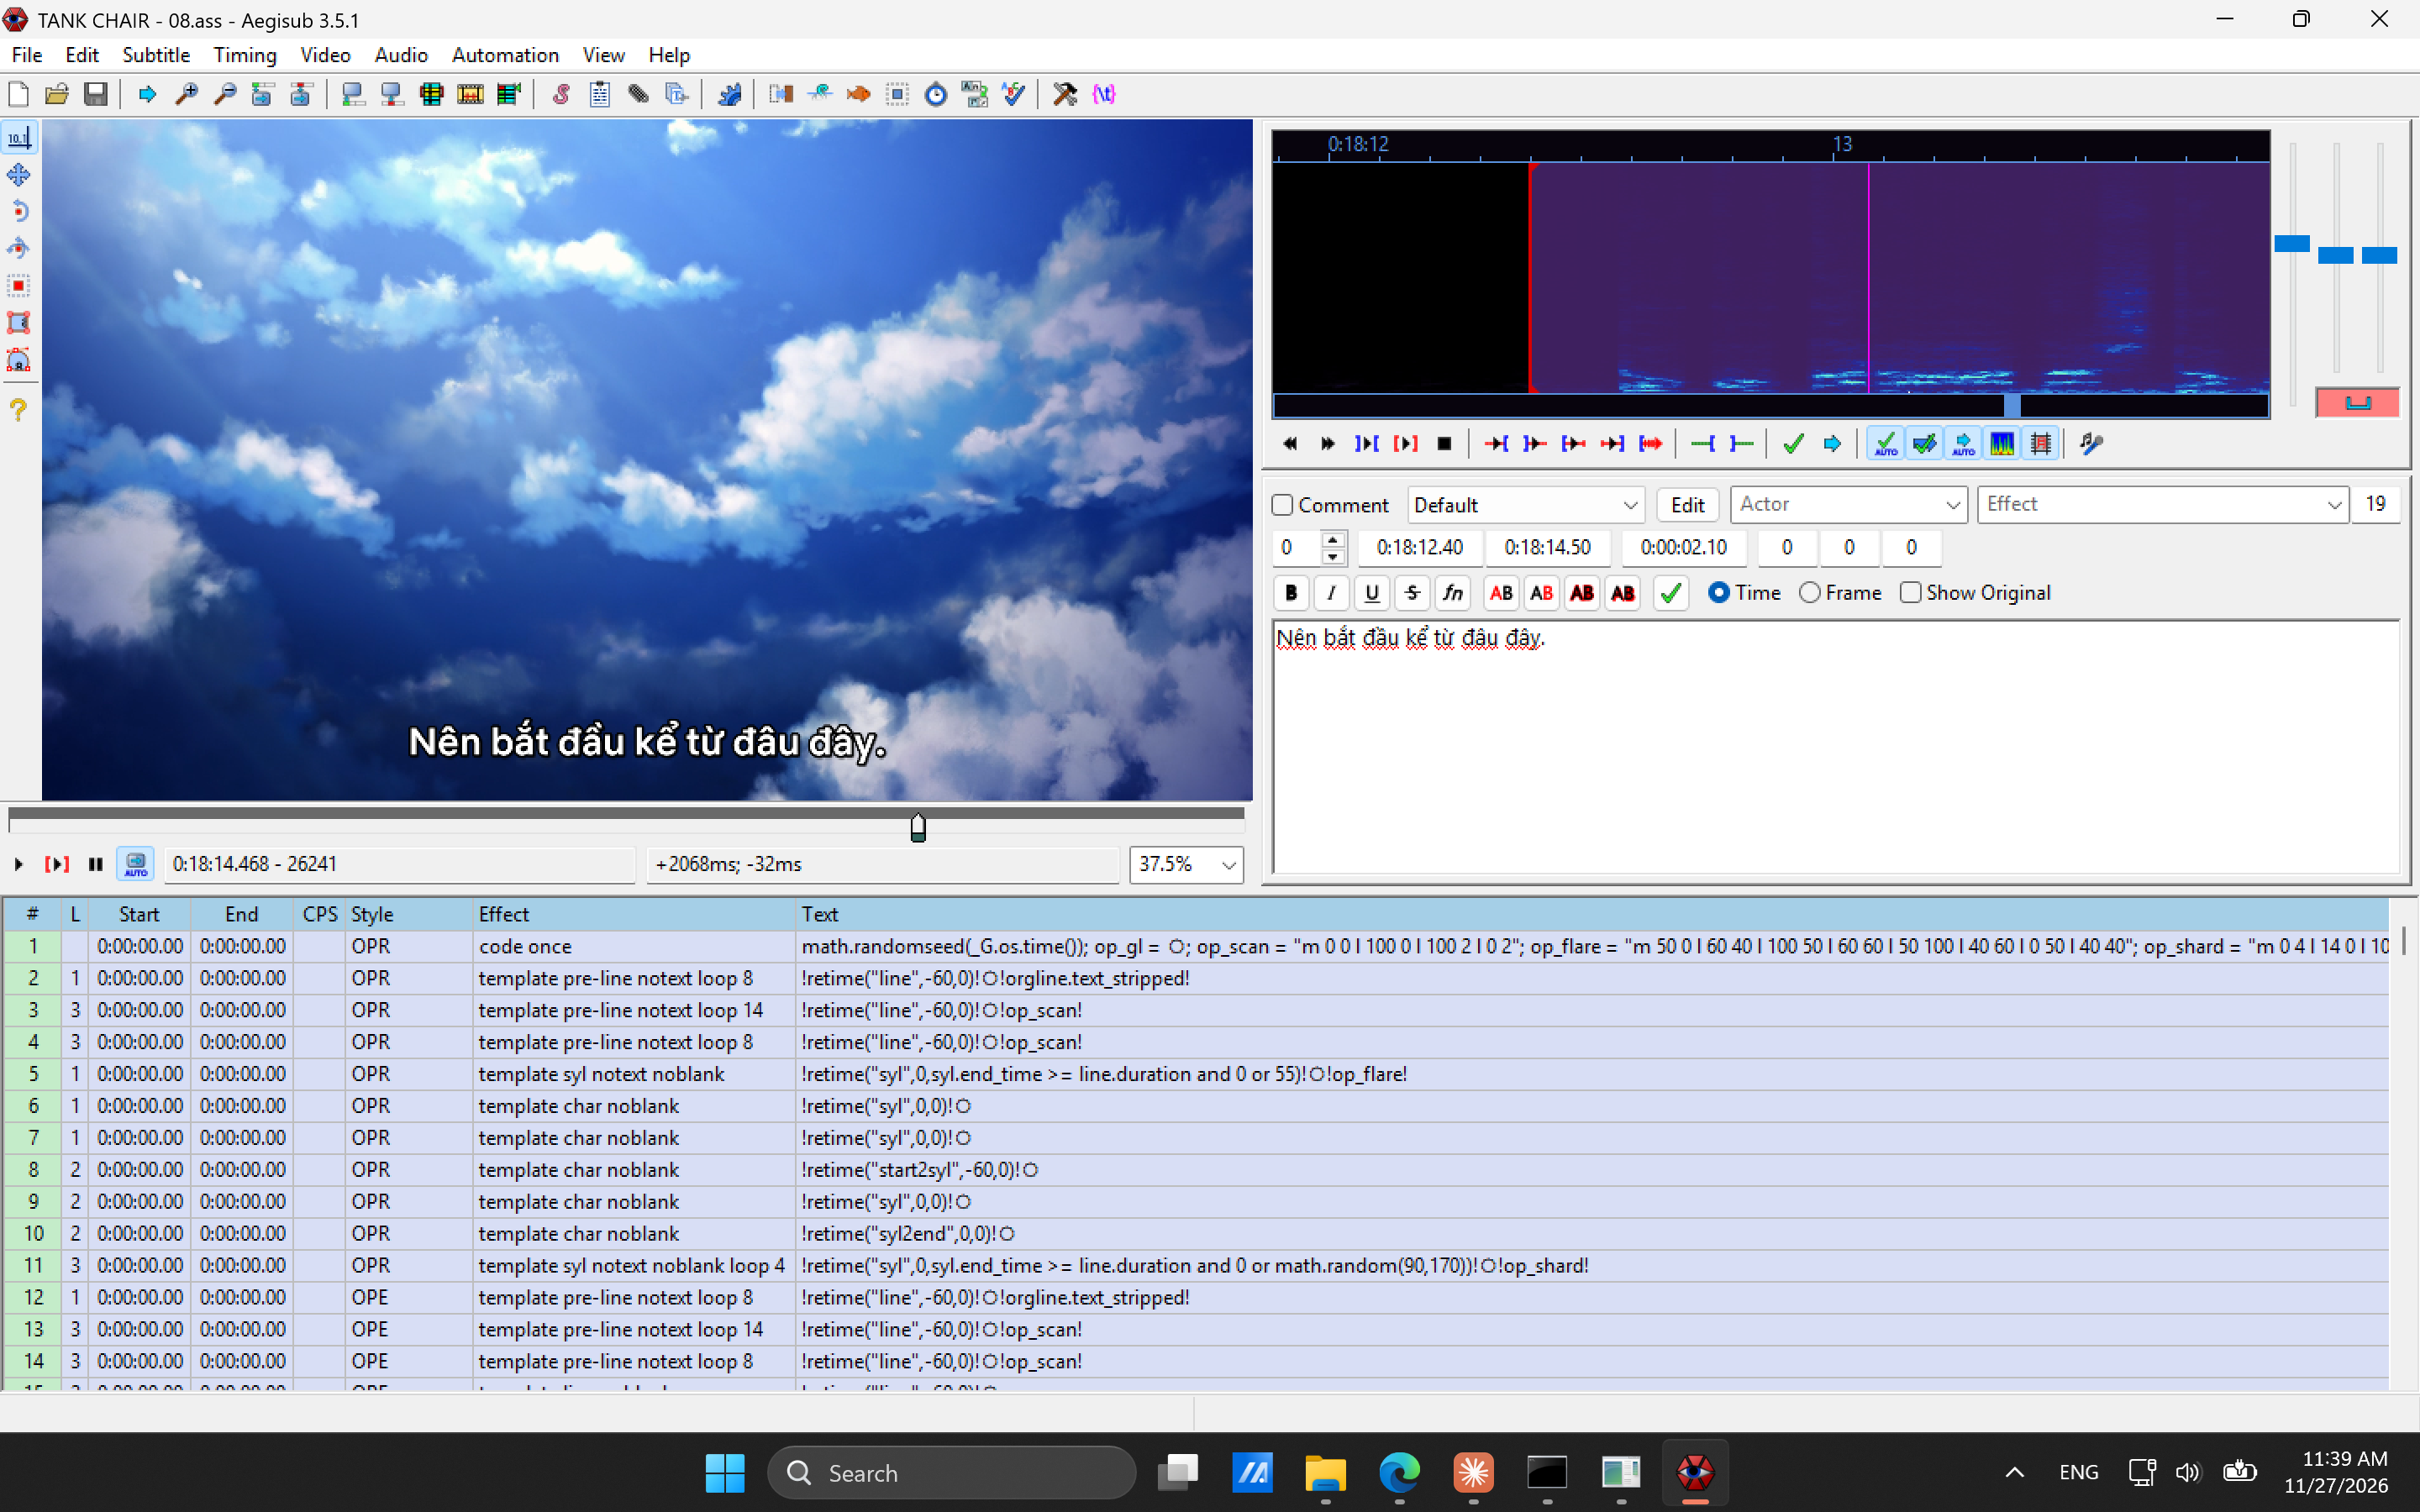 TANK CHAIR - 08.ass - Aegisub 3.5.1
File Edit Subtitle Timing Video Audio Automation View Help
0:18:12 13
Nên bắt đầu kể từ đâu đây.
Comment Default Edit Actor Effect 19
0 0:18:12.40 0:18:14.50 0:00:02.10 0 0 0
B I U S fn AB AB AB AB Time Frame Show Original
Nên bắt đầu kể từ đâu đây.
0:18:14.468 - 26241 +2068ms; -32ms 37.5%
# L Start End CPS Style Effect Text
1 0:00:00.00 0:00:00.00 OPR code once math.randomseed(_G.os.time()); op_gl = ☼; op_scan = "m 0 0 l 100 0 l 100 2 l 0 2"; op_flare = "m 50 0 l 60 40 l 100 50 l 60 60 l 50 100 l 40 60 l 0 50 l 40 40"; op_shard = "m 0 4 l 14 0 l 10
2 1 0:00:00.00 0:00:00.00 OPR template pre-line notext loop 8 !retime("line",-60,0)!☼!orgline.text_stripped!
3 3 0:00:00.00 0:00:00.00 OPR template pre-line notext loop 14 !retime("line",-60,0)!☼!op_scan!
4 3 0:00:00.00 0:00:00.00 OPR template pre-line notext loop 8 !retime("line",-60,0)!☼!op_scan!
5 1 0:00:00.00 0:00:00.00 OPR template syl notext noblank !retime("syl",0,syl.end_time >= line.duration and 0 or 55)!☼!op_flare!
6 1 0:00:00.00 0:00:00.00 OPR template char noblank !retime("syl",0,0)!☼
7 1 0:00:00.00 0:00:00.00 OPR template char noblank !retime("syl",0,0)!☼
8 2 0:00:00.00 0:00:00.00 OPR template char noblank !retime("start2syl",-60,0)!☼
9 2 0:00:00.00 0:00:00.00 OPR template char noblank !retime("syl",0,0)!☼
10 2 0:00:00.00 0:00:00.00 OPR template char noblank !retime("syl2end",0,0)!☼
11 3 0:00:00.00 0:00:00.00 OPR template syl notext noblank loop 4 !retime("syl",0,syl.end_time >= line.duration and 0 or math.random(90,170))!☼!op_shard!
12 1 0:00:00.00 0:00:00.00 OPE template pre-line notext loop 8 !retime("line",-60,0)!☼!orgline.text_stripped!
13 3 0:00:00.00 0:00:00.00 OPE template pre-line notext loop 14 !retime("line",-60,0)!☼!op_scan!
14 3 0:00:00.00 0:00:00.00 OPE template pre-line notext loop 8 !retime("line",-60,0)!☼!op_scan!
Search ENG 11:39 AM
11/27/2026